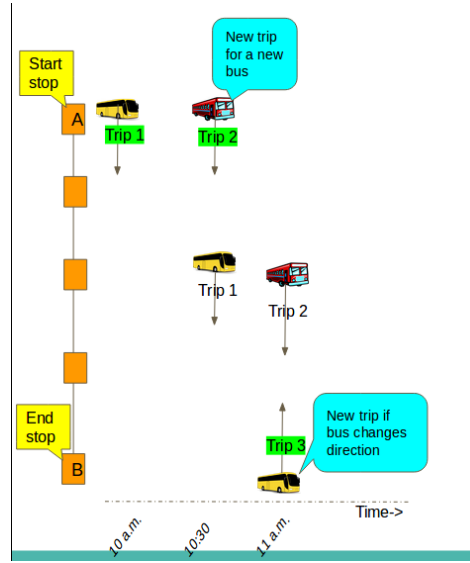 New trip
for a new
bus
Start
stop
A
Trip 1
Trip 2
Trip 1
Trip 2
End
stop
New trip if
bus changes
direction
Trip 3
B
Time->
10 a.m.
10:30
11 a.m.